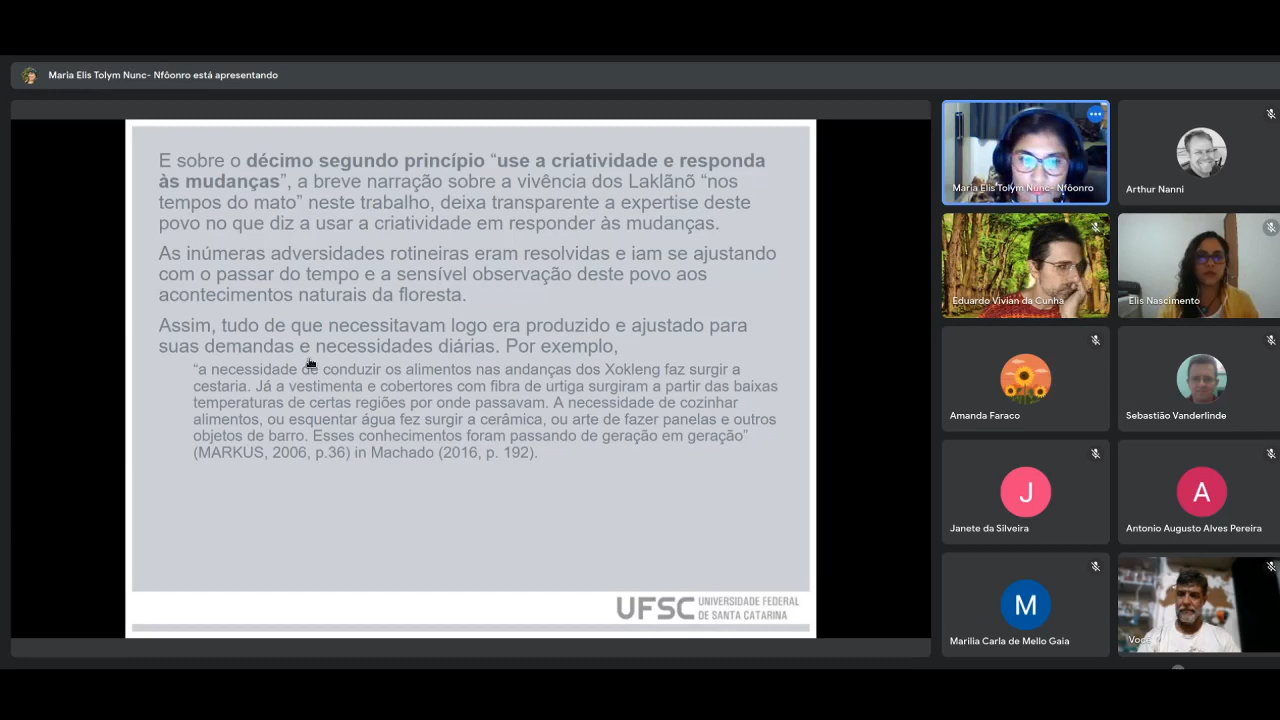 Maria Elis Tolym Nunc- Nfôonro está apresentando
E sobre o décimo segundo princípio “use a criatividade e responda
às mudanças”, a breve narração sobre a vivência dos Laklãnõ “nos
tempos do mato” neste trabalho, deixa transparente a expertise deste
povo no que diz a usar a criatividade em responder às mudanças.
As inúmeras adversidades rotineiras eram resolvidas e iam se ajustando
com o passar do tempo e a sensível observação deste povo aos
acontecimentos naturais da floresta.
Assim, tudo de que necessitavam logo era produzido e ajustado para
suas demandas e necessidades diárias. Por exemplo,
“a necessidade de conduzir os alimentos nas andanças dos Xokleng faz surgir a
cestaria. Já a vestimenta e cobertores com fibra de urtiga surgiram a partir das baixas
temperaturas de certas regiões por onde passavam. A necessidade de cozinhar
alimentos, ou esquentar água fez surgir a cerâmica, ou arte de fazer panelas e outros
objetos de barro. Esses conhecimentos foram passando de geração em geração”
(MARKUS, 2006, p.36) in Machado (2016, p. 192).
UFSC UNIVERSIDADE FEDERAL
DE SANTA CATARINA
Maria Elis Tolym Nunc- Nfôonro
Arthur Nanni
Eduardo Vivian da Cunha
Elis Nascimento
Amanda Faraco
Sebastião Vanderlinde
J
Janete da Silveira
A
Antonio Augusto Alves Pereira
M
Marilia Carla de Mello Gaia
Você